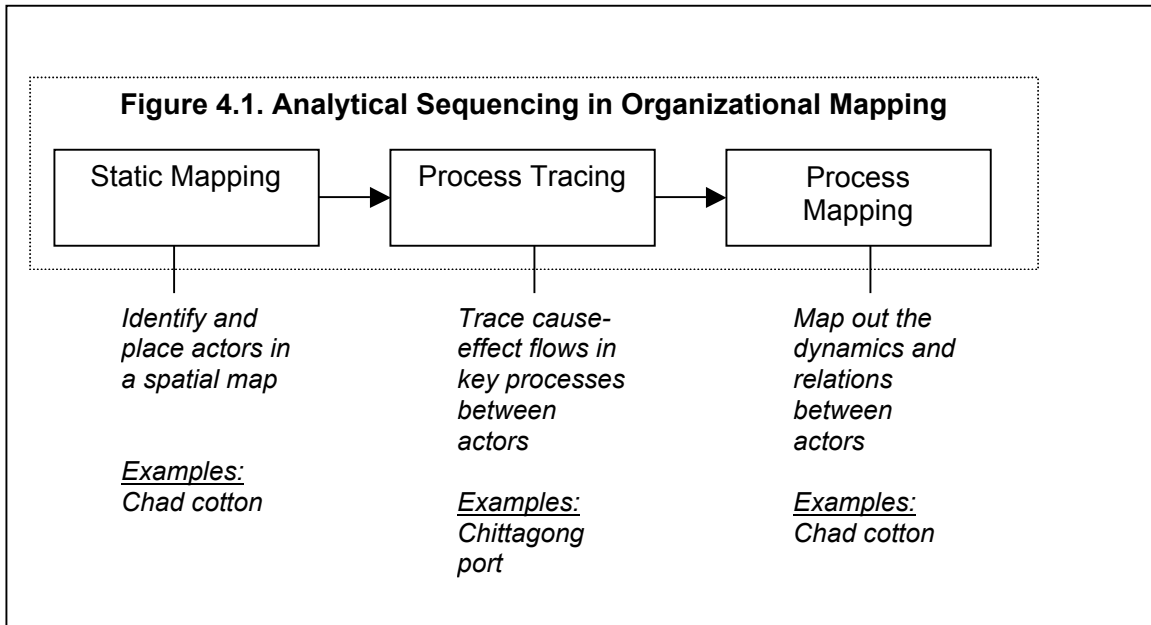 Figure 4.1. Analytical Sequencing in Organizational Mapping
Static Mapping
Process Tracing
Process
Mapping
Identify and
place actors in
a spatial map
Examples:
Chad cotton
Trace cause-
effect flows in
key processes
between
actors
Examples:
Chittagong
port
Map out the
dynamics and
relations
between
actors
Examples:
Chad cotton